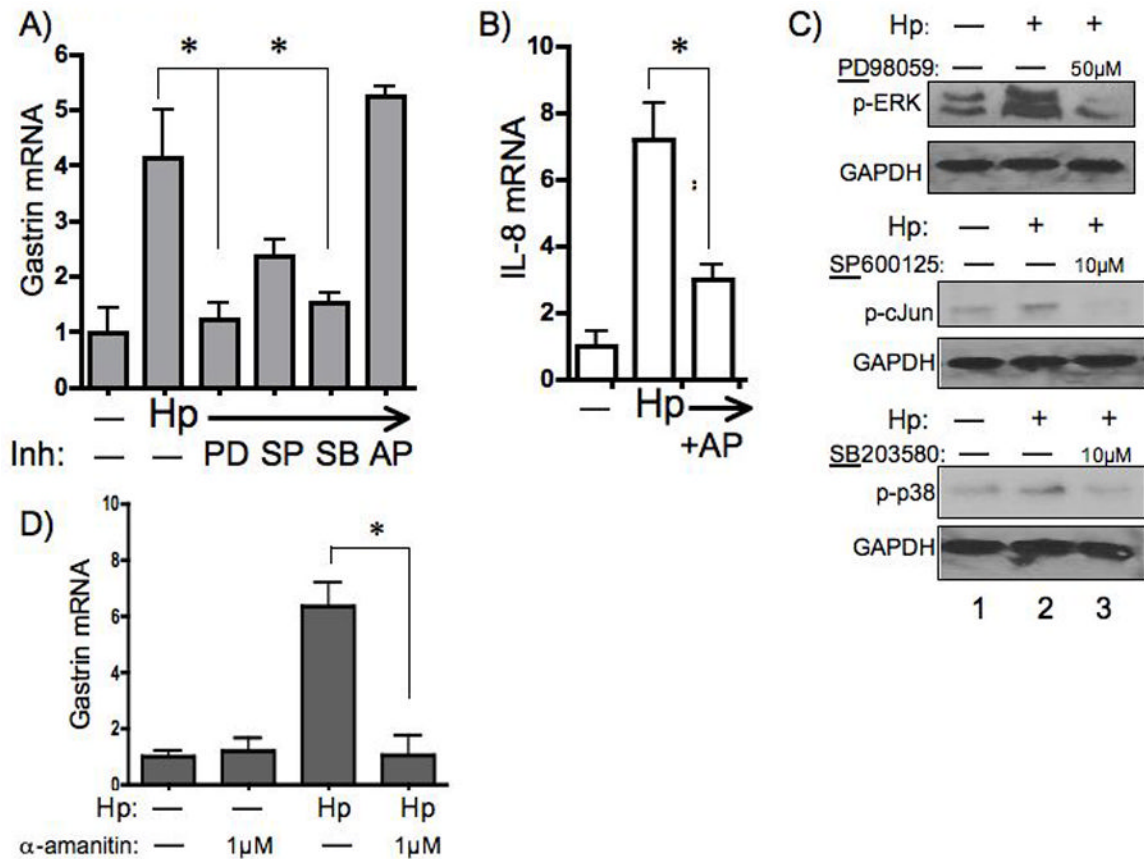 A)
*
*
Gastrin mRNA
6
5
4
3
2
1
0
— Hp
Inh: — — PD SP SB AP
B)
*
IL-8 mRNA
10
8
6
4
2
0
— Hp
+AP
C)
Hp: — + +
PD98059: — — 50µM
p-ERK
GAPDH
Hp: — + +
SP600125: — — 10µM
p-cJun
GAPDH
Hp: — + +
SB203580: — — 10µM
p-p38
GAPDH
1 2 3
D)
*
Gastrin mRNA
10
8
6
4
2
0
Hp: — — Hp Hp
α-amanitin: — 1µM — 1µM